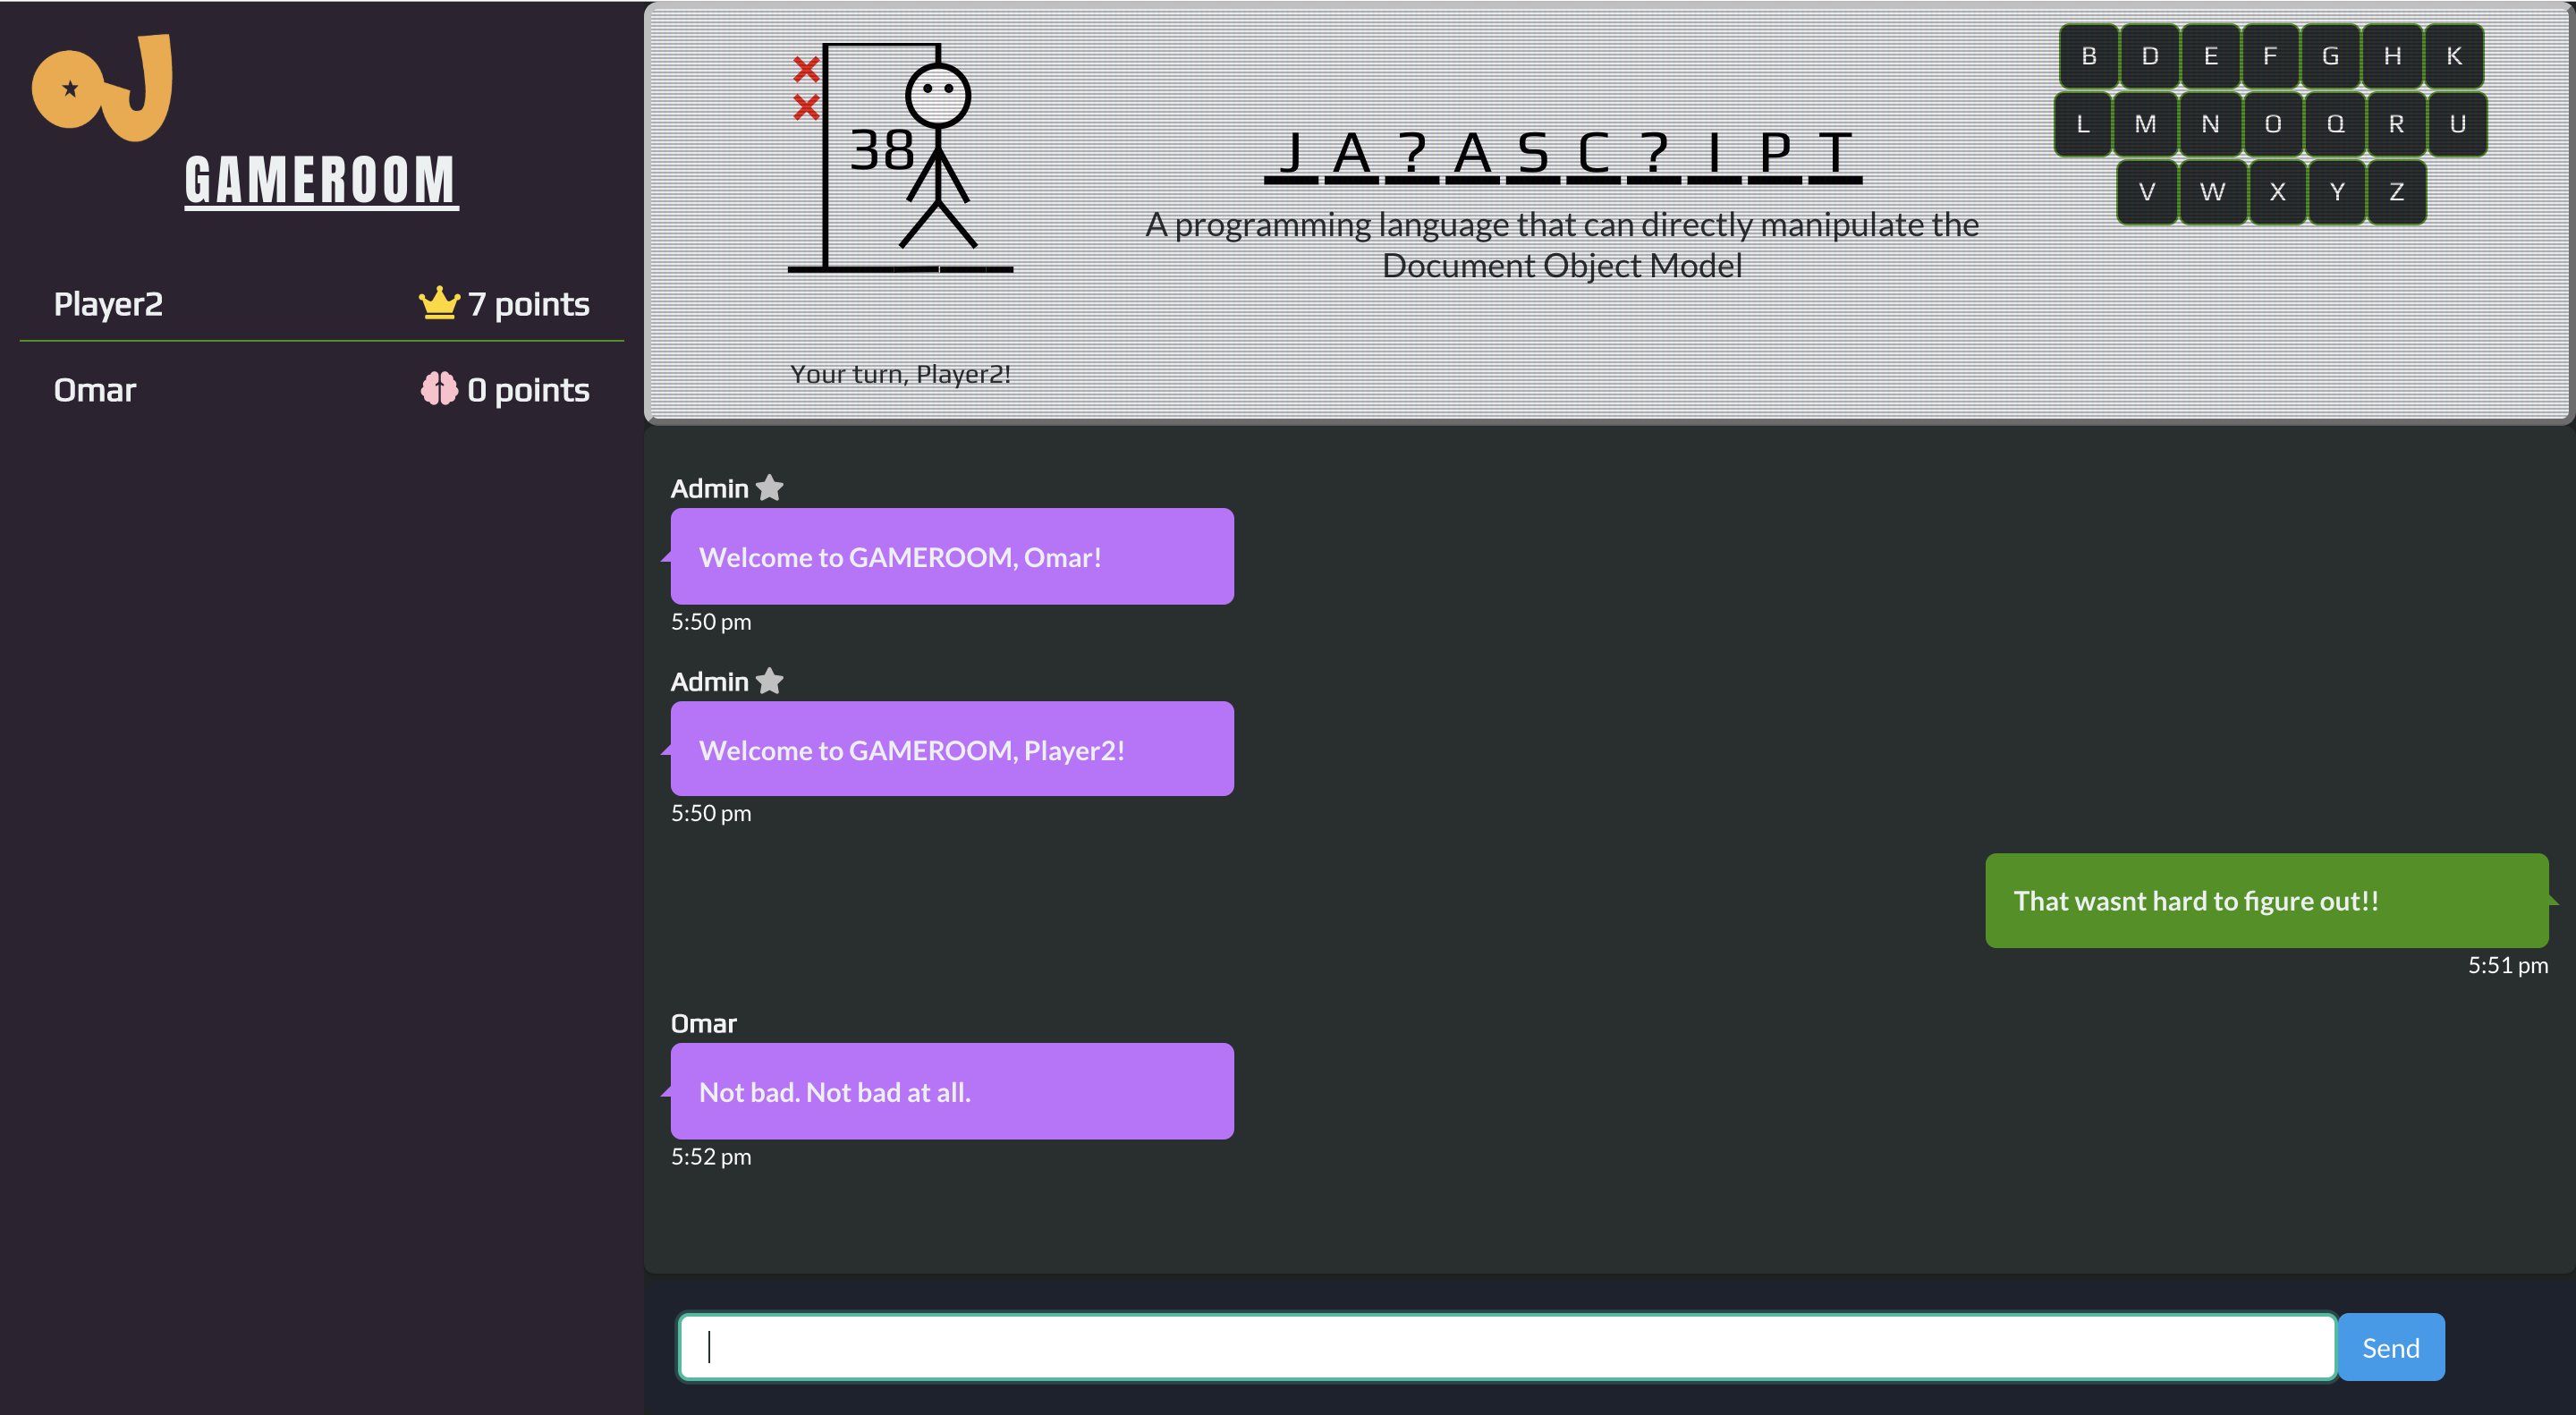 GAMEROOM
Player2 7 points
Omar 0 points
38
J A ? A S C ? I P T
A programming language that can directly manipulate the
Document Object Model
Your turn, Player2!
B D E F G H K
L M N O Q R U
V W X Y Z
Admin
Welcome to GAMEROOM, Omar!
5:50 pm
Admin
Welcome to GAMEROOM, Player2!
5:50 pm
That wasnt hard to figure out!!
5:51 pm
Omar
Not bad. Not bad at all.
5:52 pm
Send